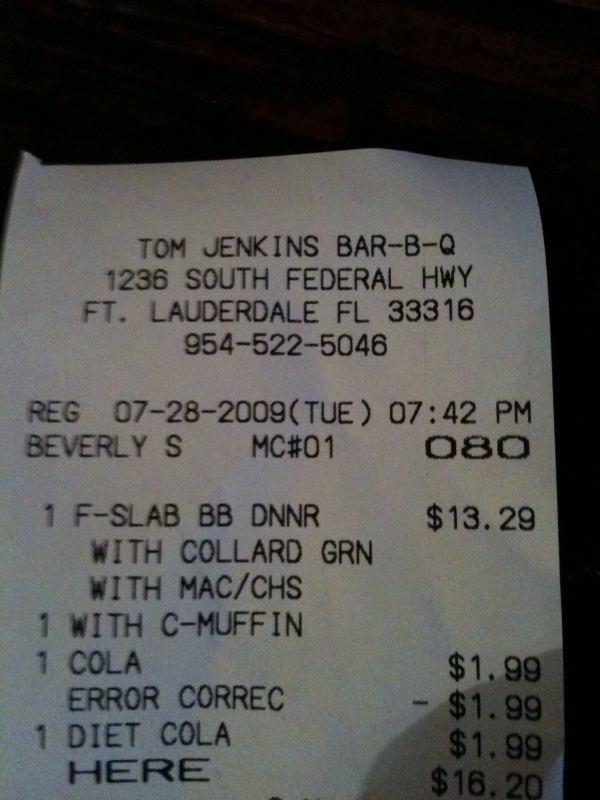 TOM JENKINS BAR-B-Q
1236 SOUTH FEDERAL HWY
FT. LAUDERDALE FL 33316
954-522-5046
REG 07-28-2009(TUE) 07:42 PM
BEVERLY S MC#01 080
1 F-SLAB BB DNNR $13.29
WITH COLLARD GRN
WITH MAC/CHS
1 WITH C-MUFFIN
1 COLA $1.99
ERROR CORREC - $1.99
1 DIET COLA $1.99
HERE $16.20